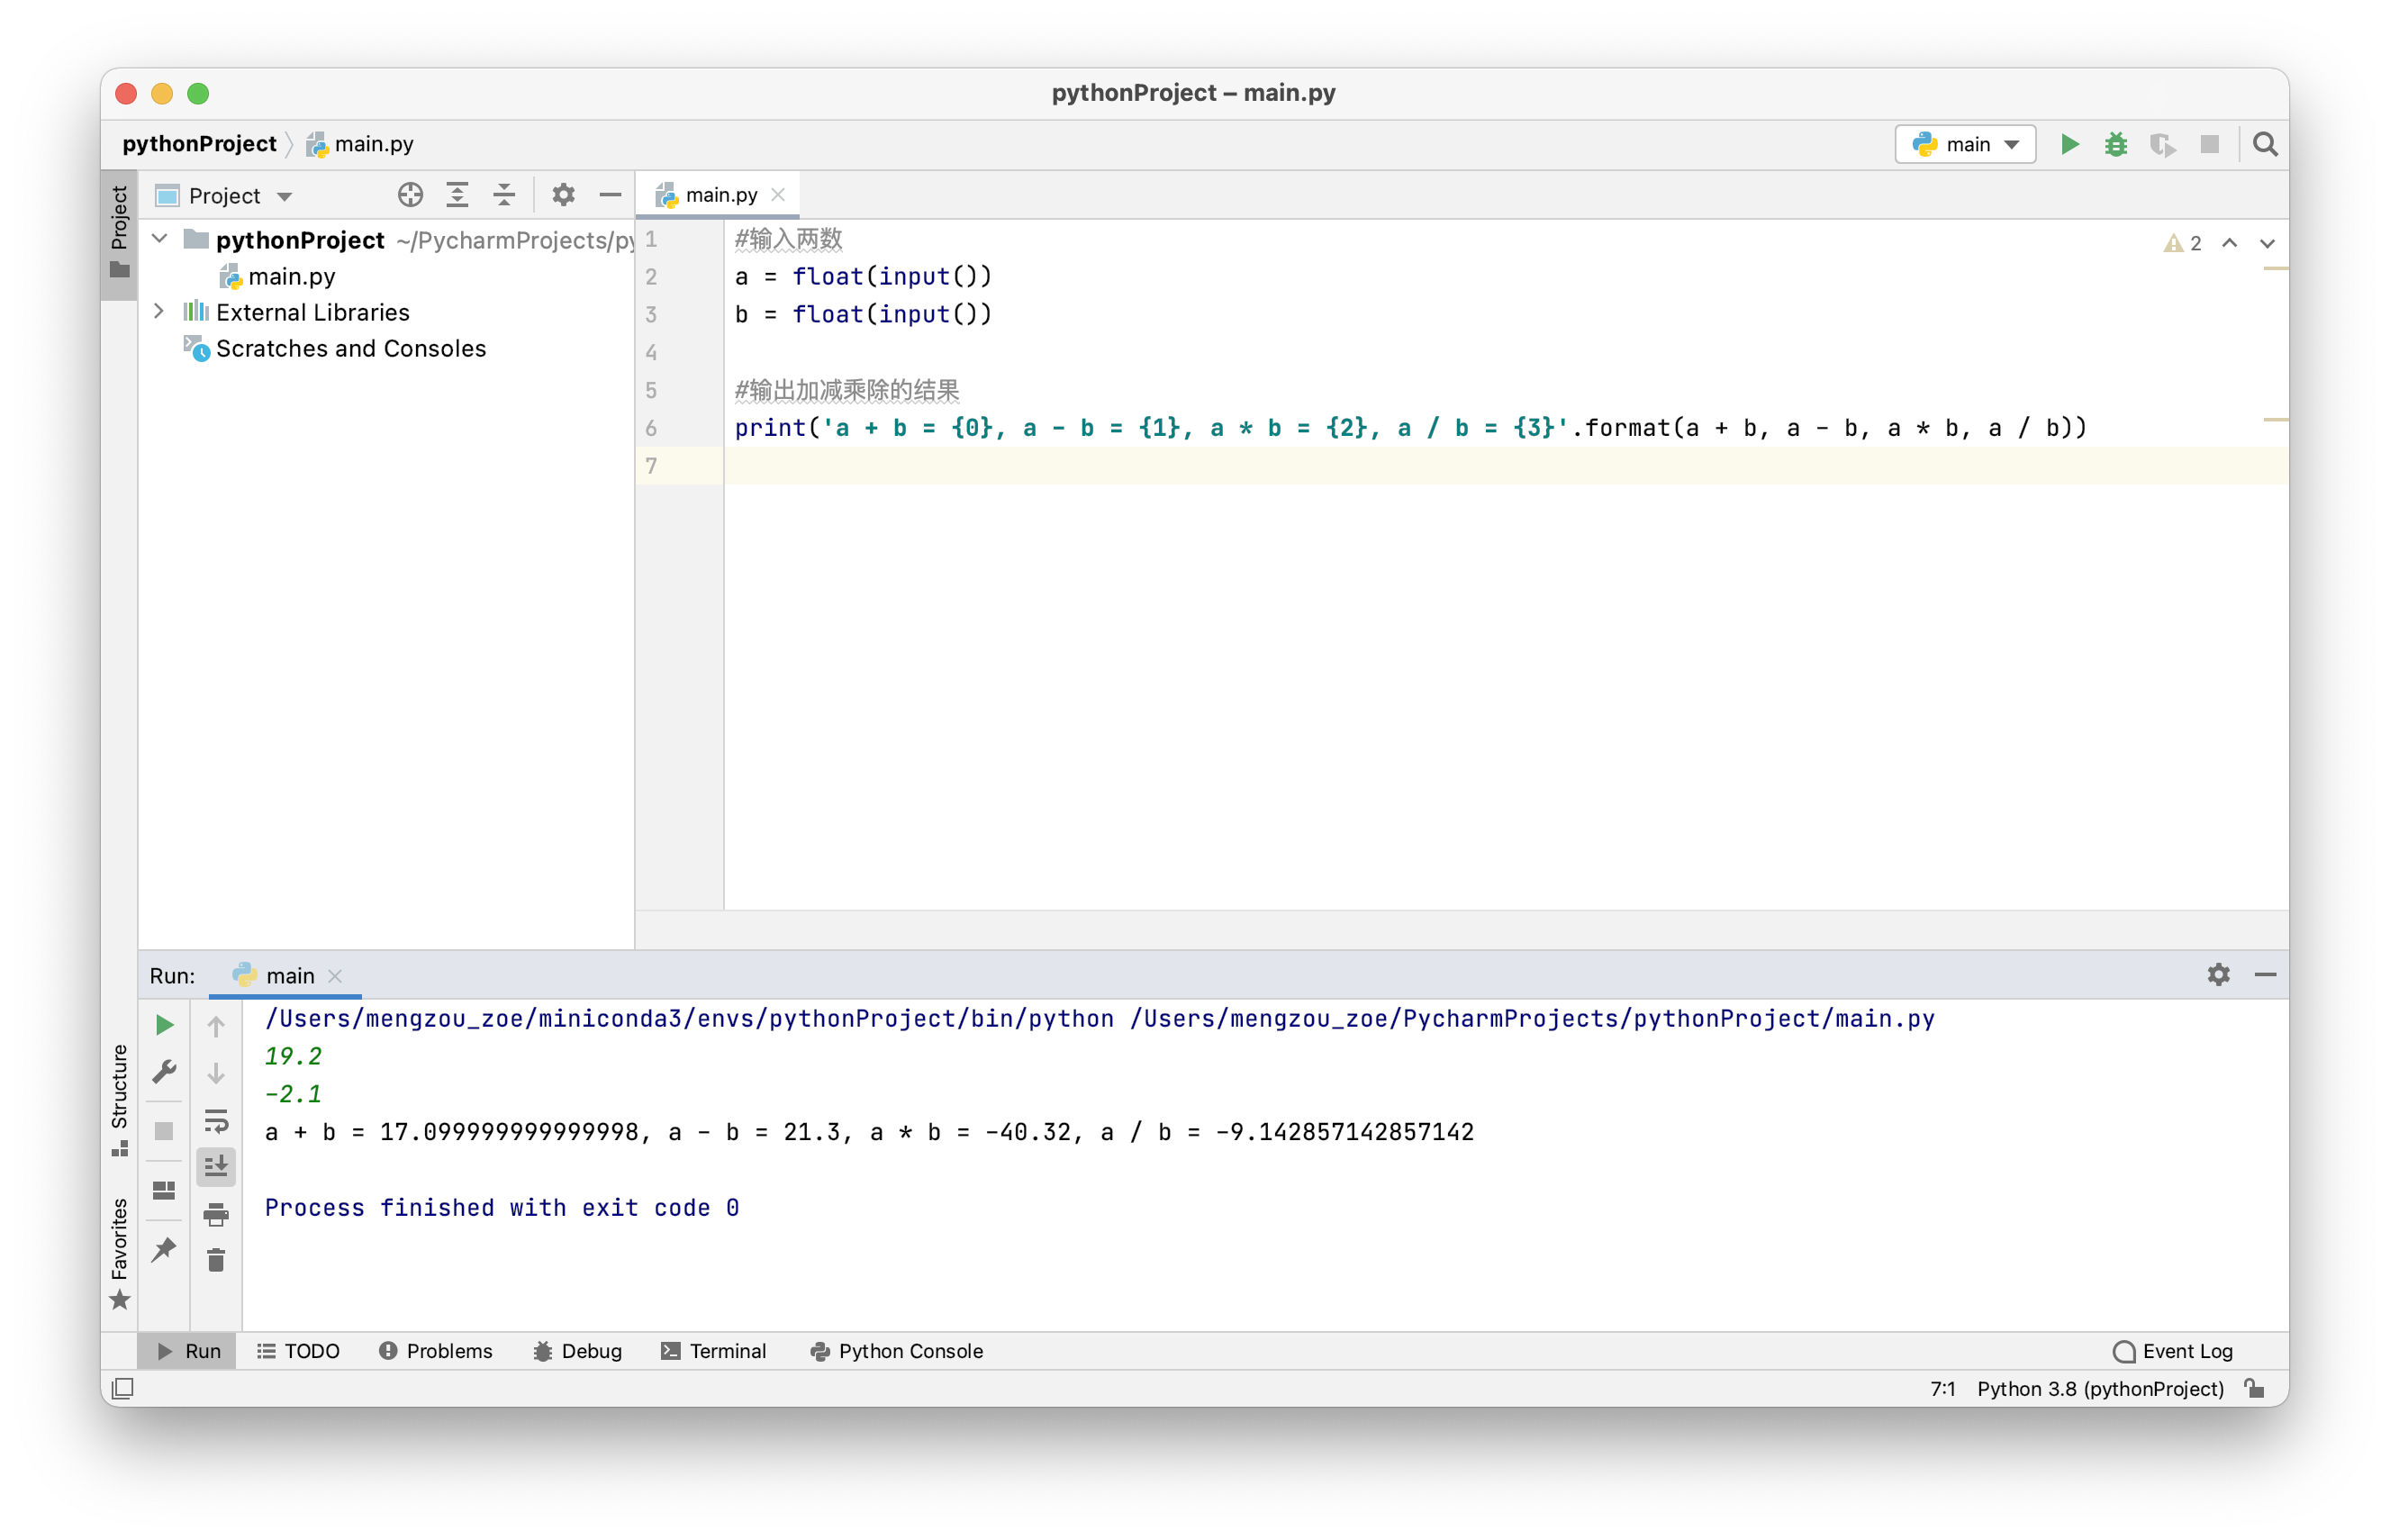 pythonProject – main.py
pythonProject main.py
main
Project
Project
main.py
pythonProject ~/PycharmProjects/py
main.py
External Libraries
Scratches and Consoles
1 #输入两数
2 a = float(input())
3 b = float(input())
4
5 #输出加减乘除的结果
6 print('a + b = {0}, a - b = {1}, a * b = {2}, a / b = {3}'.format(a + b, a - b, a * b, a / b))
7
2
Structure
Favorites
Run: main
/Users/mengzou_zoe/miniconda3/envs/pythonProject/bin/python /Users/mengzou_zoe/PycharmProjects/pythonProject/main.py
19.2
-2.1
a + b = 17.099999999999998, a - b = 21.3, a * b = -40.32, a / b = -9.142857142857142
Process finished with exit code 0
Run TODO Problems Debug Terminal Python Console Event Log
7:1 Python 3.8 (pythonProject)